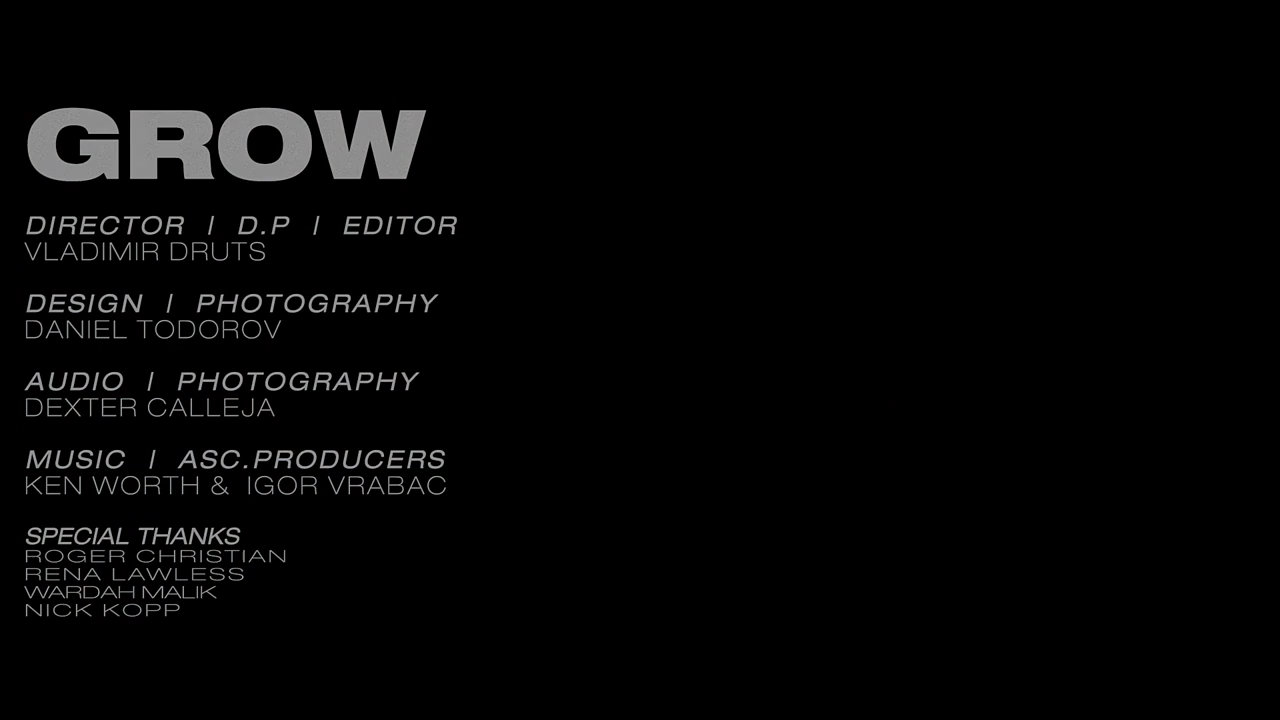 GROW
DIRECTOR | D.P | EDITOR
VLADIMIR DRUTS
DESIGN | PHOTOGRAPHY
DANIEL TODOROV
AUDIO | PHOTOGRAPHY
DEXTER CALLEJA
MUSIC | ASC.PRODUCERS
KEN WORTH & IGOR VRABAC
SPECIAL THANKS
ROGER CHRISTIAN
RENA LAWLESS
WARDAH MALIK
NICK KOPP